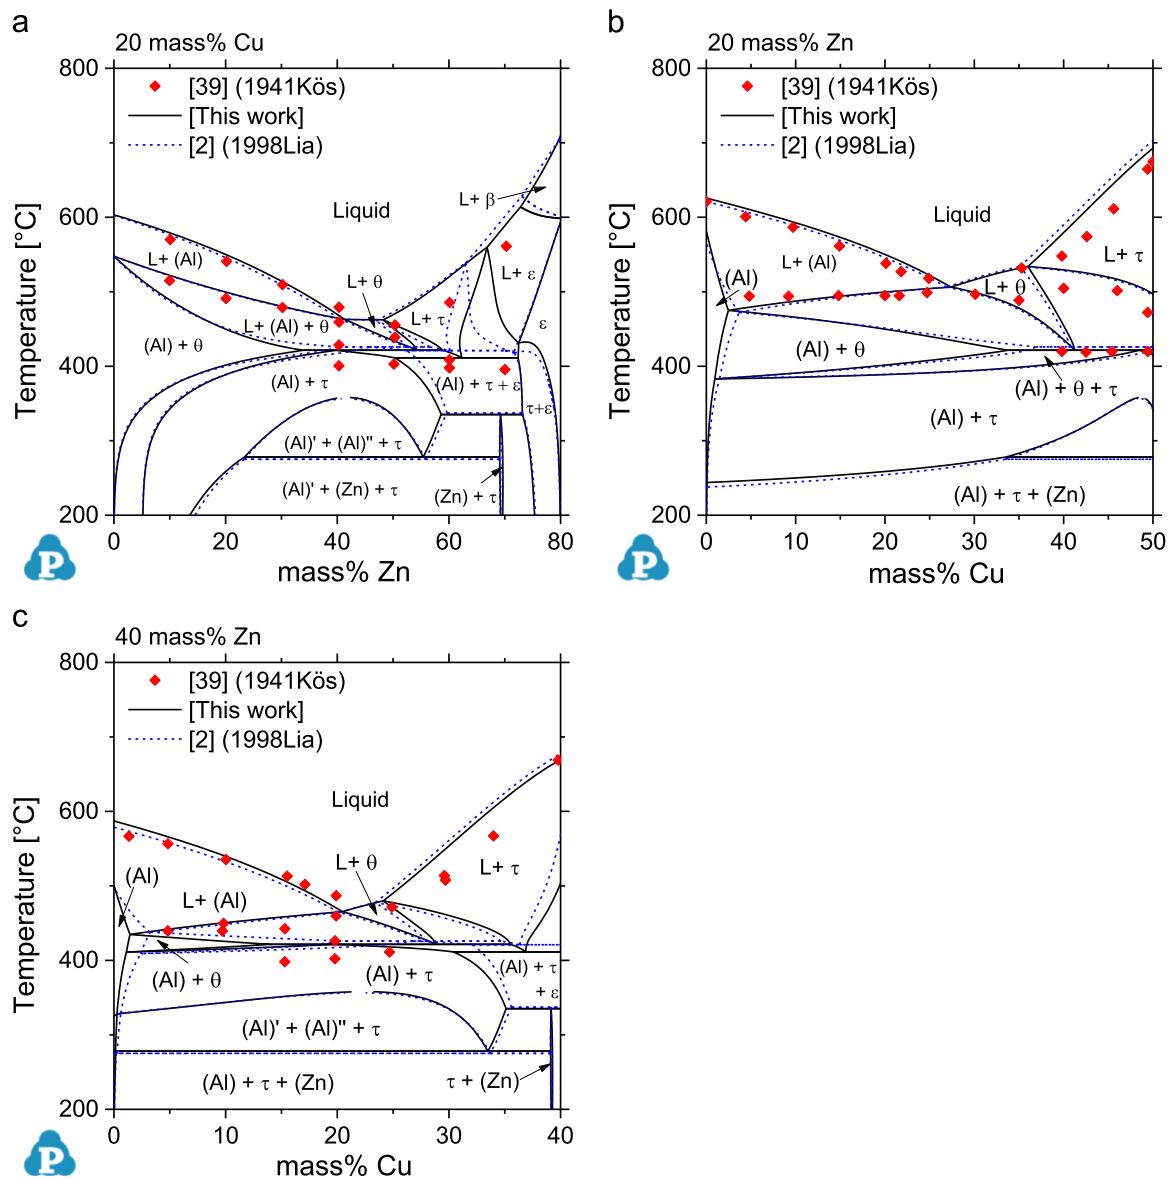 a
20 mass% Cu
800
600
400
200
Temperature [°C]
[39] (1941Kös)
[This work]
[2] (1998Lia)
L+ β
Liquid
L+ (Al)
L+ θ
L+ ε
L+ τ
ε
L+ (Al) + θ
(Al) + θ
(Al) + τ
(Al) + τ + ε
τ+ε
(Al)' + (Al)" + τ
(Al)' + (Zn) + τ
(Zn) + τ
0 20 40 60 80
mass% Zn
P
b
20 mass% Zn
800
600
400
200
Temperature [°C]
[39] (1941Kös)
[This work]
[2] (1998Lia)
Liquid
(Al)
L+ (Al)
L+ τ
L+ θ
(Al) + θ
(Al) + θ + τ
(Al) + τ
(Al) + τ + (Zn)
0 10 20 30 40 50
mass% Cu
P
c
40 mass% Zn
800
600
400
200
Temperature [°C]
[39] (1941Kös)
[This work]
[2] (1998Lia)
Liquid
(Al)
L+ θ
L+ τ
L+ (Al)
(Al) + θ
(Al) + τ
(Al) + τ
+ ε
(Al)' + (Al)" + τ
(Al) + τ + (Zn)
τ + (Zn)
0 10 20 30 40
mass% Cu
P